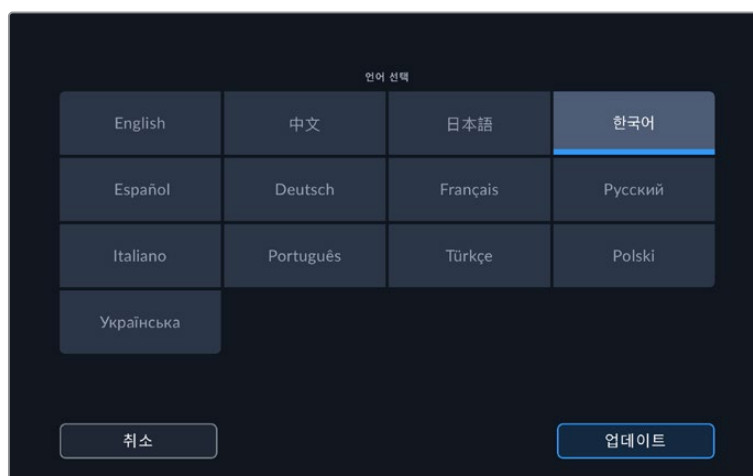 언어 선택
English 中文 日本語 한국어
Español Deutsch Français Русский
Italiano Português Türkçe Polski
Українська
취소 업데이트